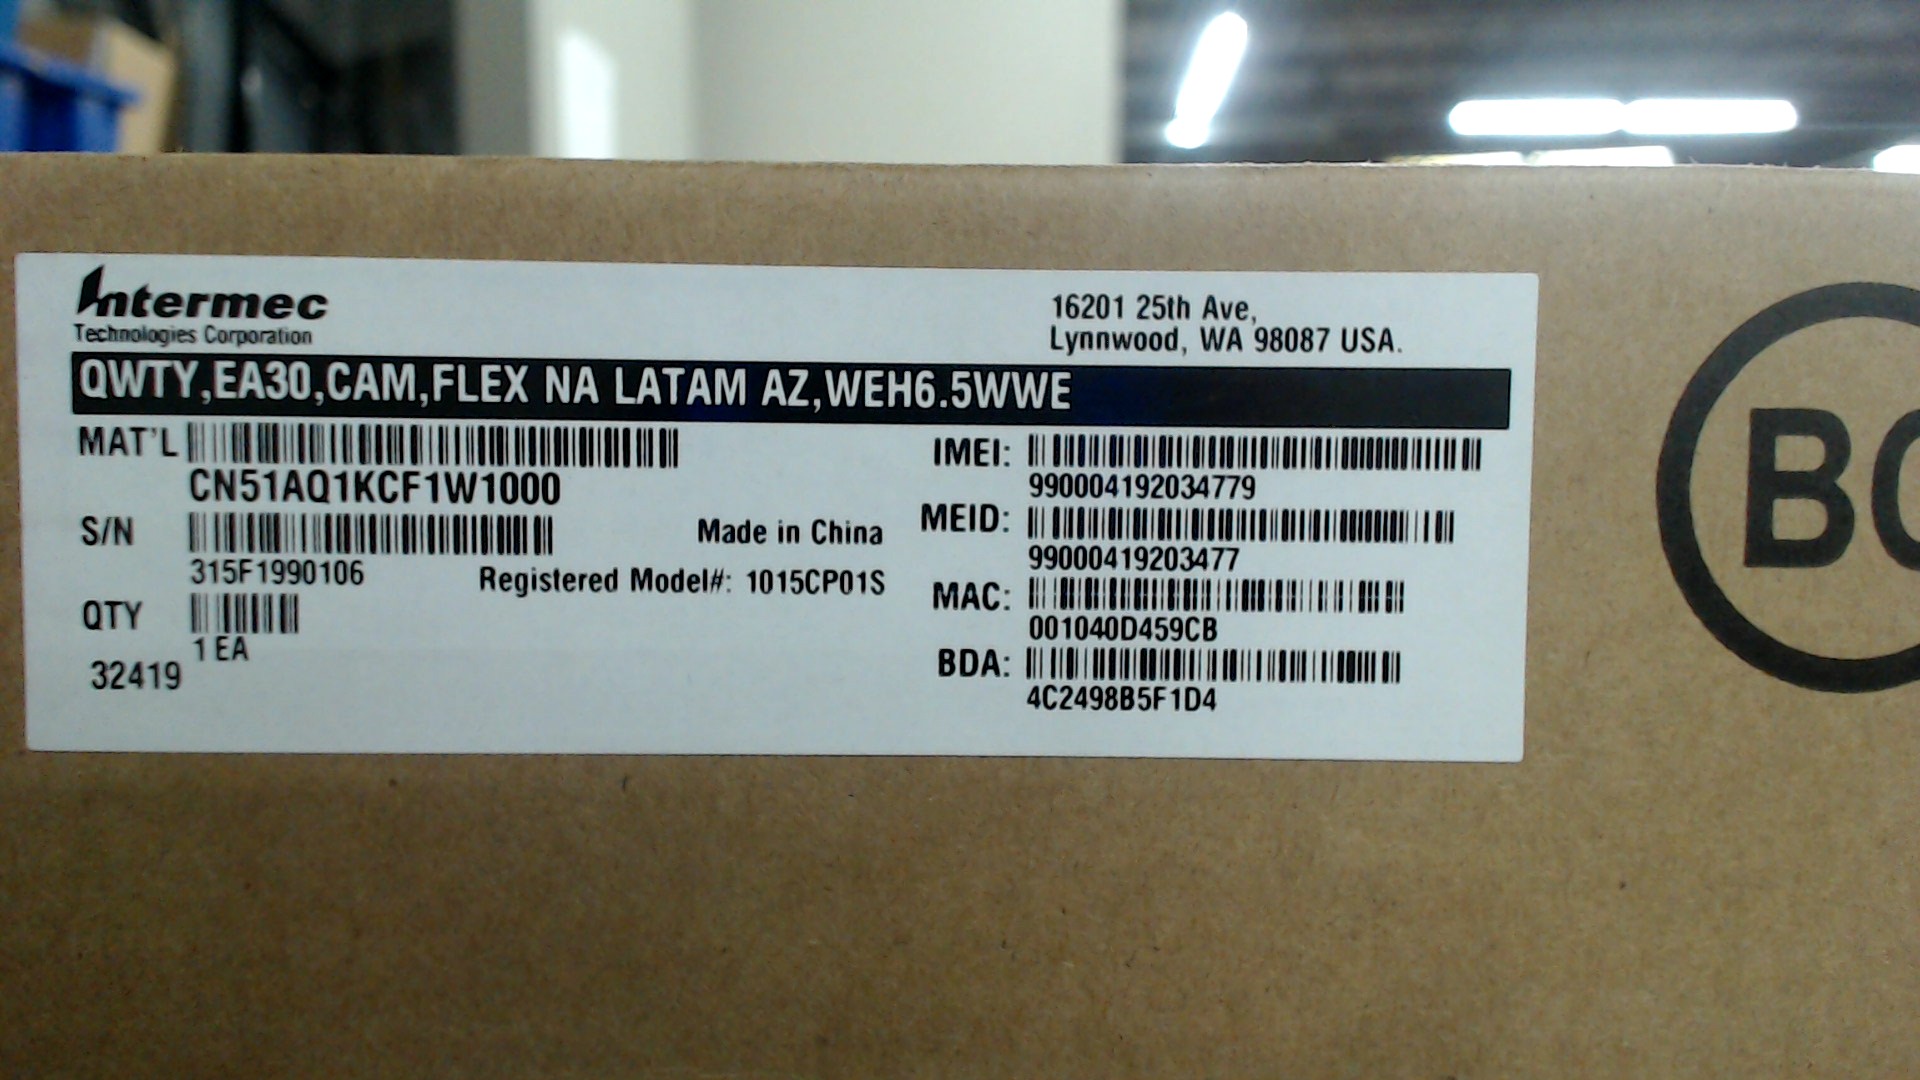 Intermec
Technologies Corporation
16201 25th Ave,
Lynnwood, WA 98087 USA.
QWTY,EA30,CAM,FLEX NA LATAM AZ,WEH6.5WWE
MAT'L
CN51AQ1KCF1W1000
S/N
315F1990106
Made in China
Registered Model#: 1015CP01S
QTY
1 EA
32419
IMEI:
990004192034779
MEID:
99000419203477
MAC:
001040D459CB
BDA:
4C2498B5F1D4